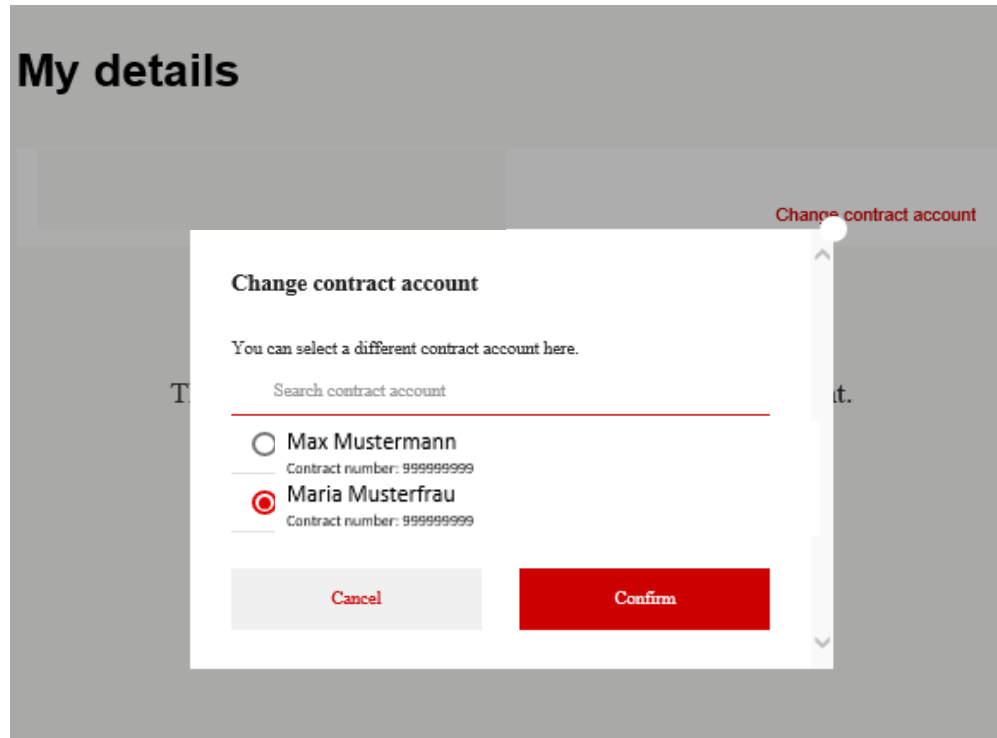 My details
Change contract account
Change contract account
You can select a different contract account here.
Search contract account
Max Mustermann
Contract number: 999999999
Maria Musterfrau
Contract number: 999999999
Cancel
Confirm